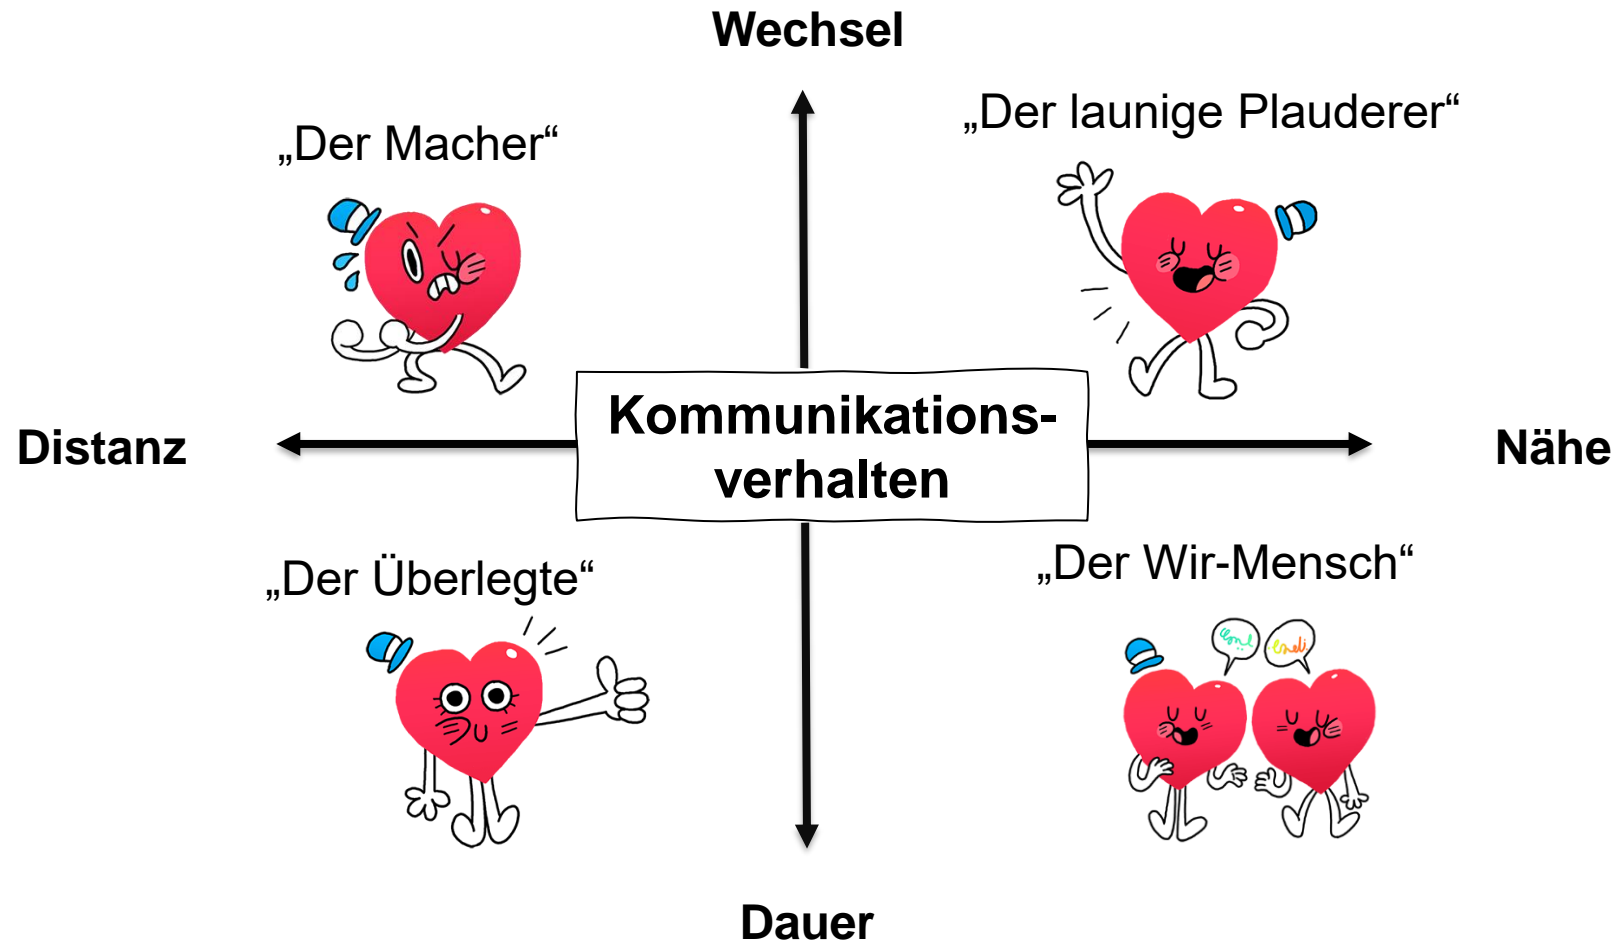 Wechsel
„Der Macher“
„Der launige Plauderer“
Kommunikations-
verhalten
Distanz
Nähe
„Der Überlegte“
„Der Wir-Mensch“
Dauer